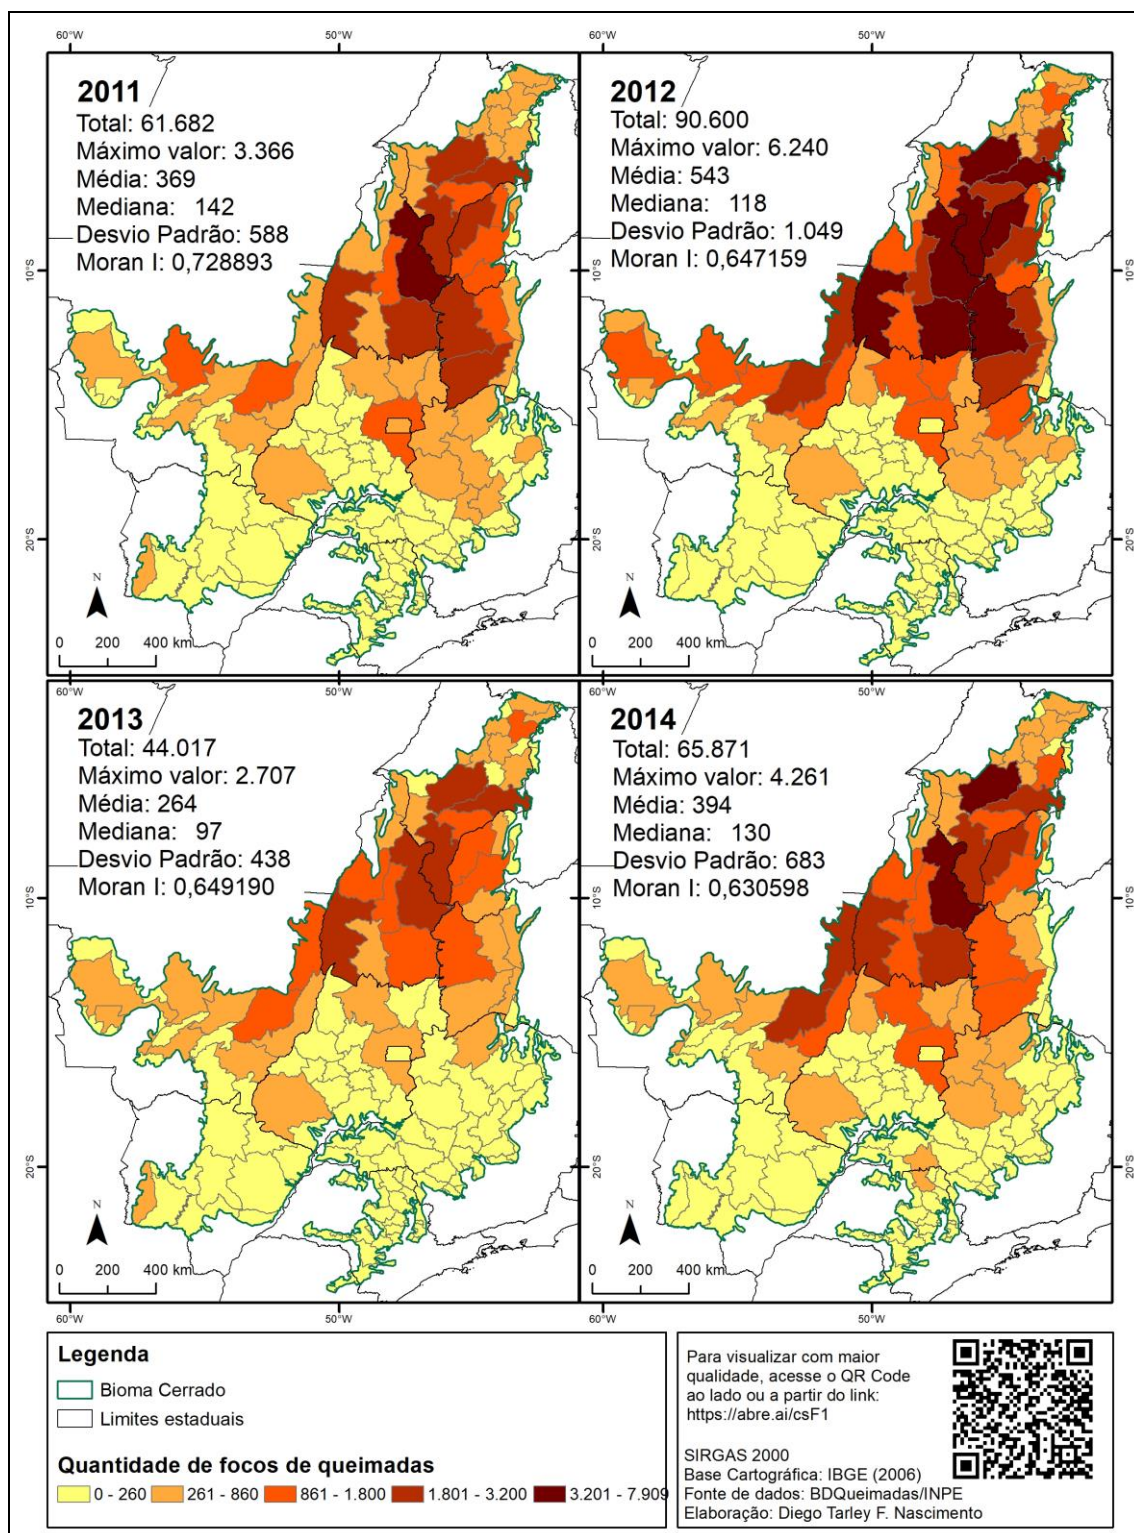 60°W
50°W
60°W
50°W
2011
Total: 61.682
Máximo valor: 3.366
Média: 369
Mediana: 142
Desvio Padrão: 588
Moran I: 0,728893
10°S
20°S
N
0 200 400 km
2012
Total: 90.600
Máximo valor: 6.240
Média: 543
Mediana: 118
Desvio Padrão: 1.049
Moran I: 0,647159
10°S
20°S
N
0 200 400 km
60°W
50°W
60°W
50°W
2013
Total: 44.017
Máximo valor: 2.707
Média: 264
Mediana: 97
Desvio Padrão: 438
Moran I: 0,649190
10°S
20°S
N
0 200 400 km
2014
Total: 65.871
Máximo valor: 4.261
Média: 394
Mediana: 130
Desvio Padrão: 683
Moran I: 0,630598
10°S
20°S
N
0 200 400 km
60°W
50°W
60°W
50°W
Legenda
Bioma Cerrado
Limites estaduais
Quantidade de focos de queimadas
0 - 260 261 - 860 861 - 1.800 1.801 - 3.200 3.201 - 7.909
Para visualizar com maior
qualidade, acesse o QR Code
ao lado ou a partir do link:
https://abre.ai/csF1
SIRGAS 2000
Base Cartográfica: IBGE (2006)
Fonte de dados: BDQueimadas/INPE
Elaboração: Diego Tarley F. Nascimento